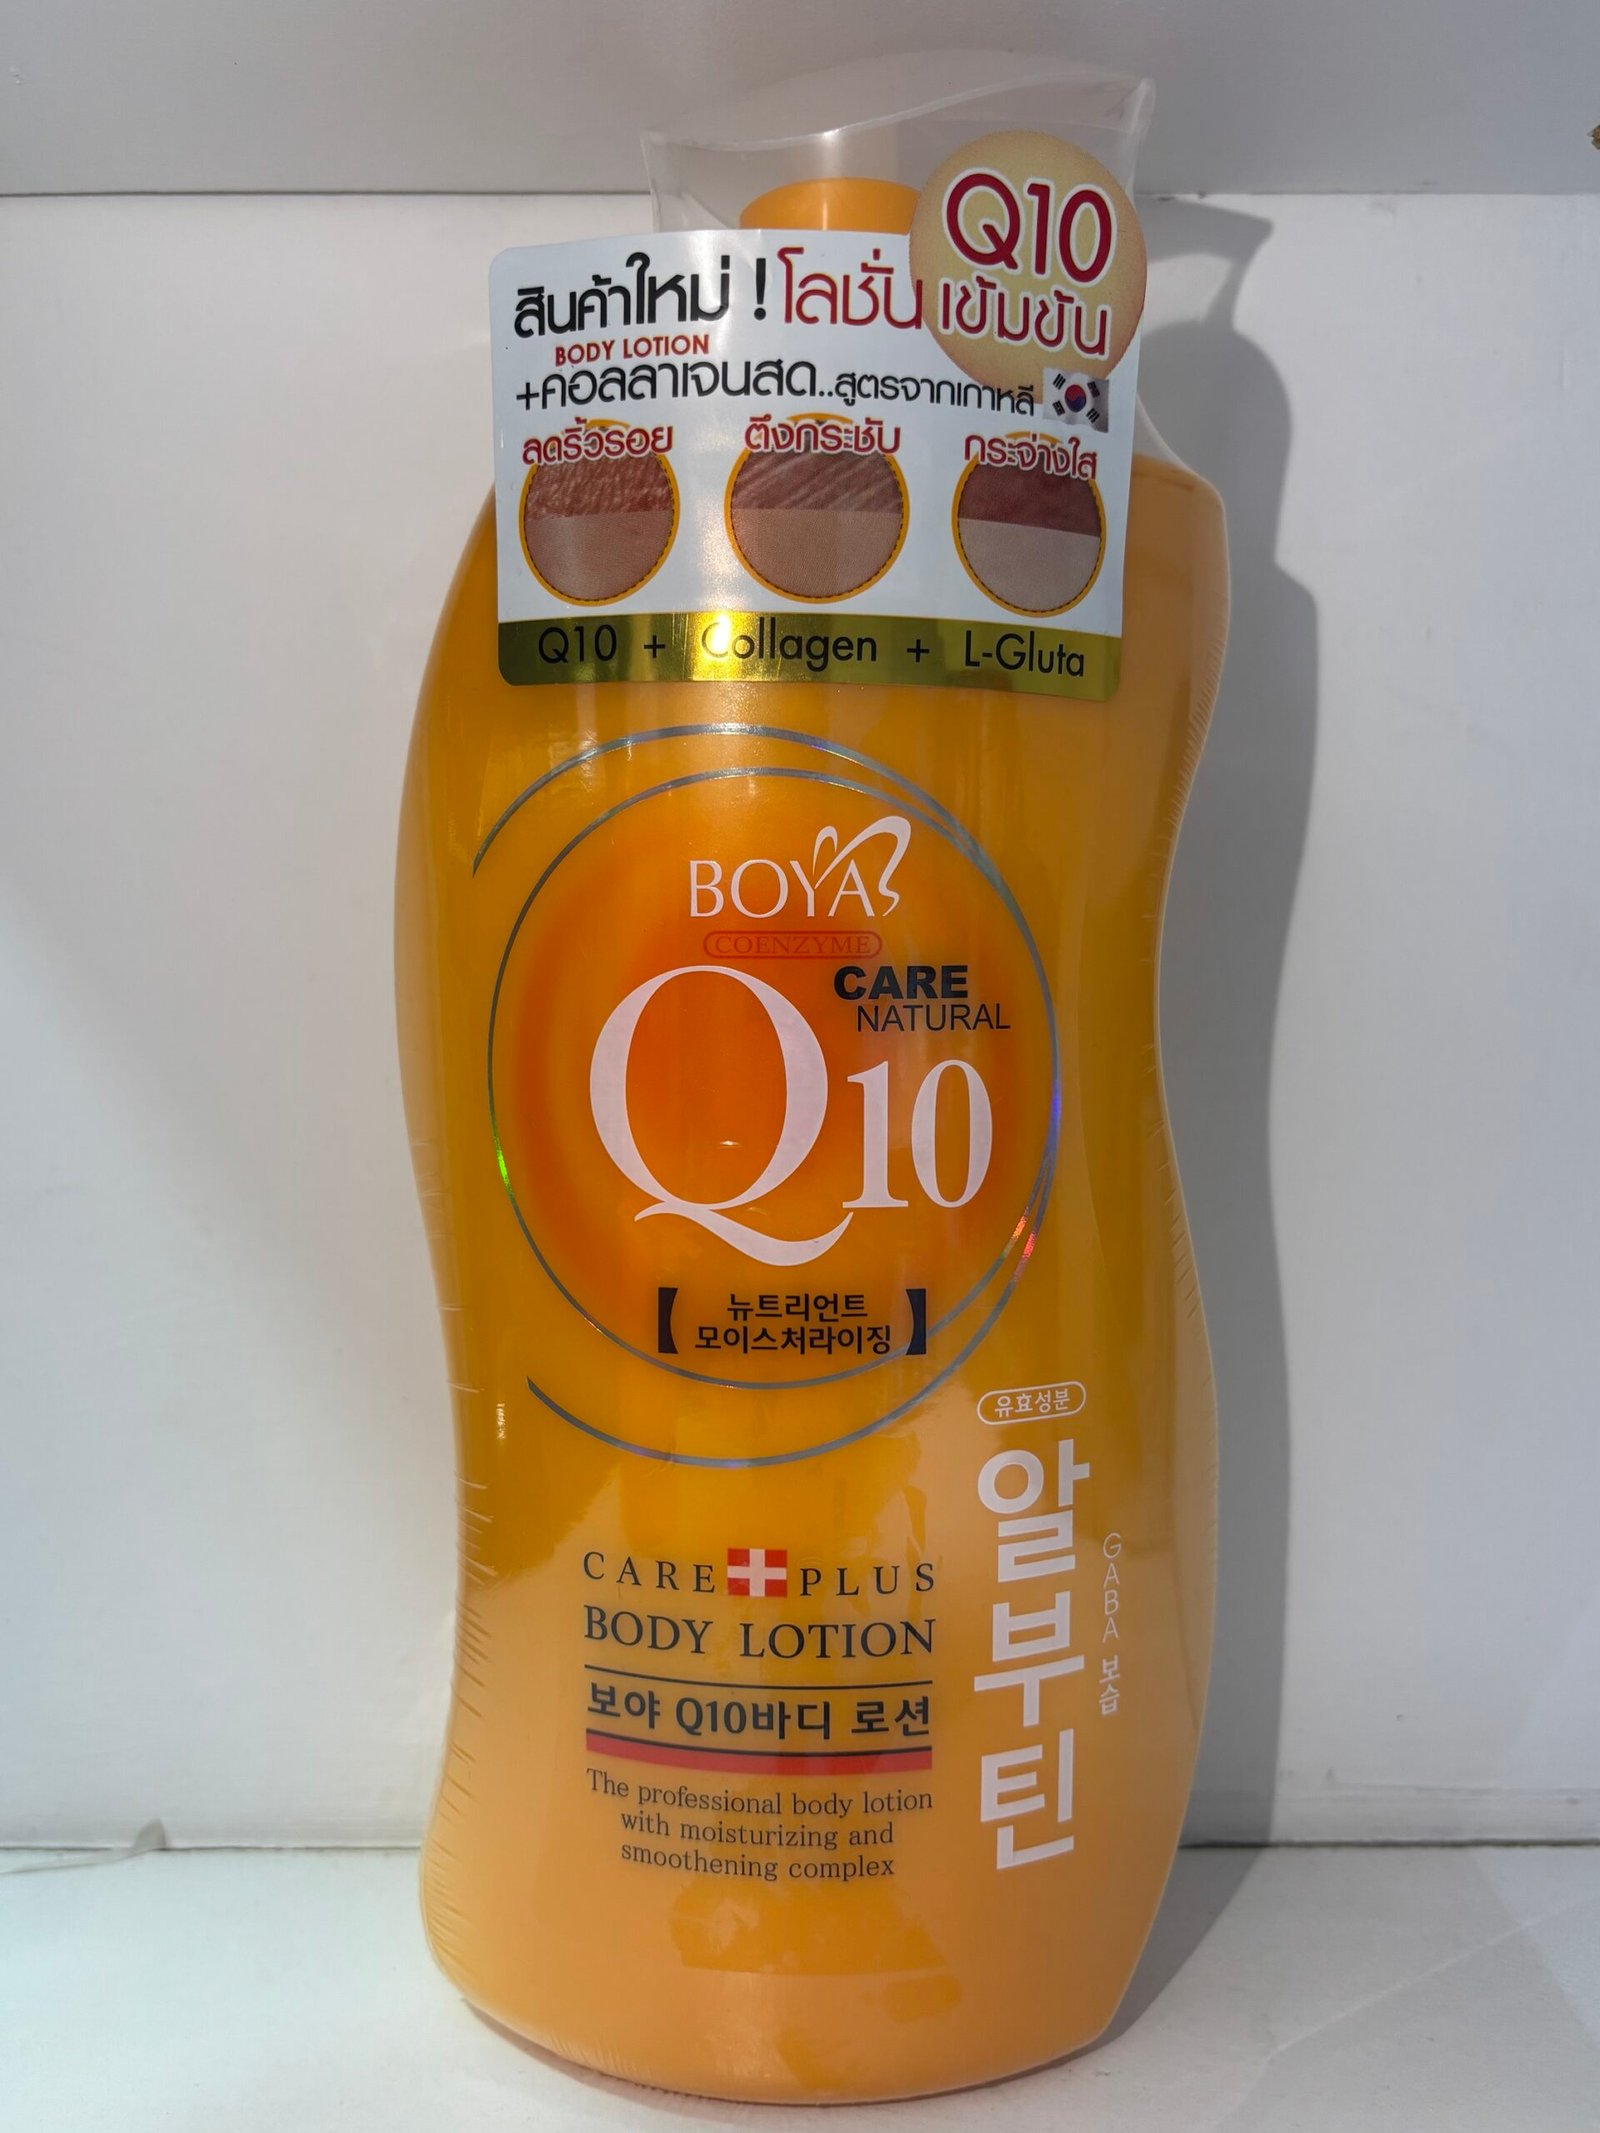 Q10
เข้มข้น
สินค้าใหม่ ! โลชั่น
BODY LOTION
+คอลลาเจนสด..สูตรจากเกาหลี
ลดริ้วรอย ตึงกระชับ กระจ่างใส
Q10 + Collagen + L-Gluta
BOYA
COENZYME
CARE
NATURAL
Q10
【 뉴트리언트
모이스처라이징 】
유효성분
알부틴
GABA 보습
CARE PLUS
BODY LOTION
보야 Q10바디 로션
The professional body lotion
with moisturizing and
smoothening complex